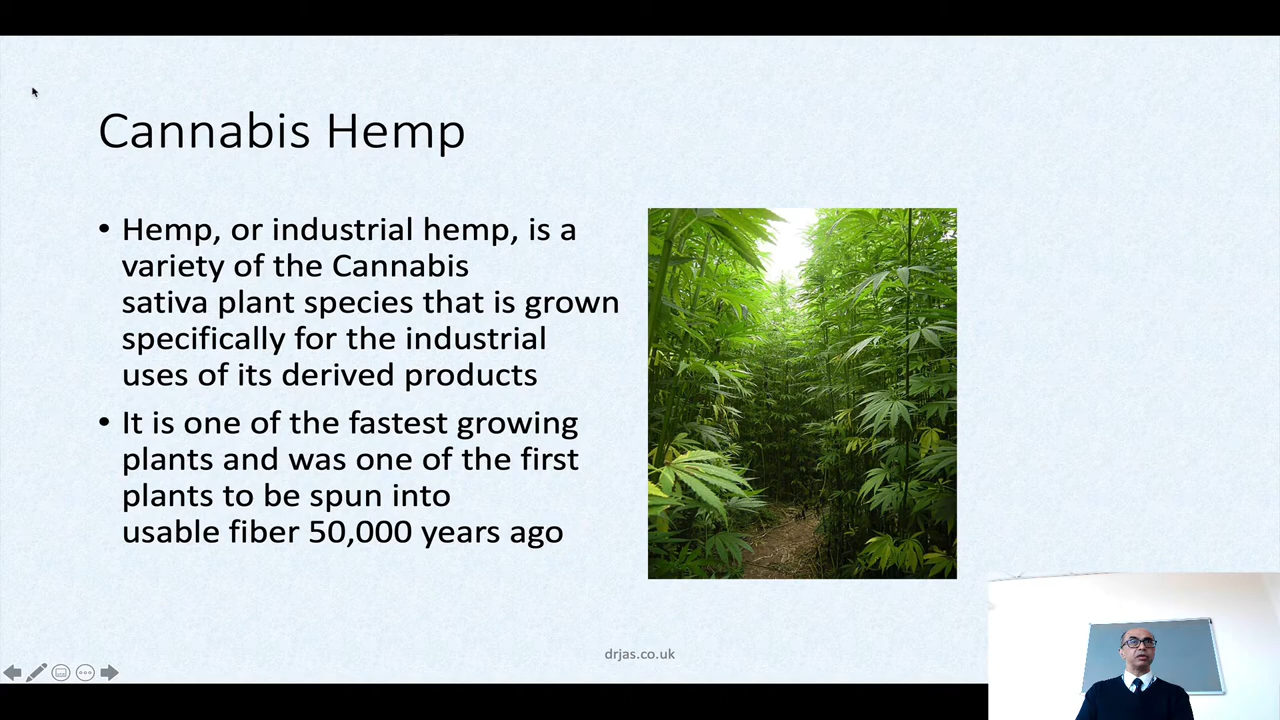 Cannabis Hemp
• Hemp, or industrial hemp, is a
variety of the Cannabis
sativa plant species that is grown
specifically for the industrial
uses of its derived products
• It is one of the fastest growing
plants and was one of the first
plants to be spun into
usable fiber 50,000 years ago
drjas.co.uk